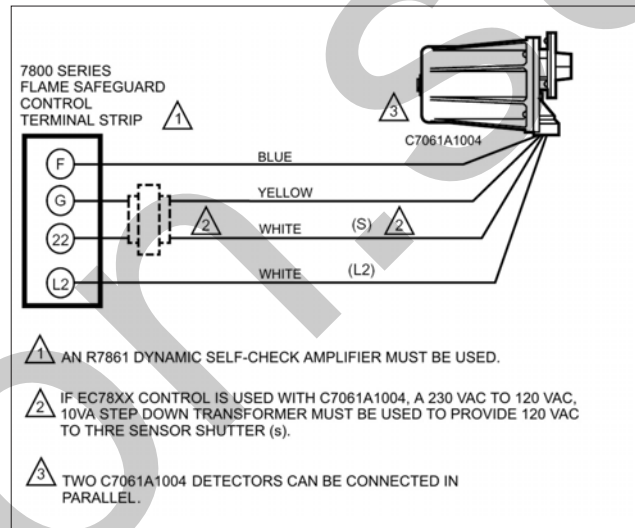 7800 SERIES
FLAME SAFEGUARD
CONTROL
TERMINAL STRIP
1
3
C7061A1004
F
BLUE
G
YELLOW
2
22
WHITE
(S)
2
L2
WHITE
(L2)
1 AN R7861 DYNAMIC SELF-CHECK AMPLIFIER MUST BE USED.
2 IF EC78XX CONTROL IS USED WITH C7061A1004, A 230 VAC TO 120 VAC,
10VA STEP DOWN TRANSFORMER MUST BE USED TO PROVIDE 120 VAC
TO THRE SENSOR SHUTTER (s).
3 TWO C7061A1004 DETECTORS CAN BE CONNECTED IN
PARALLEL.